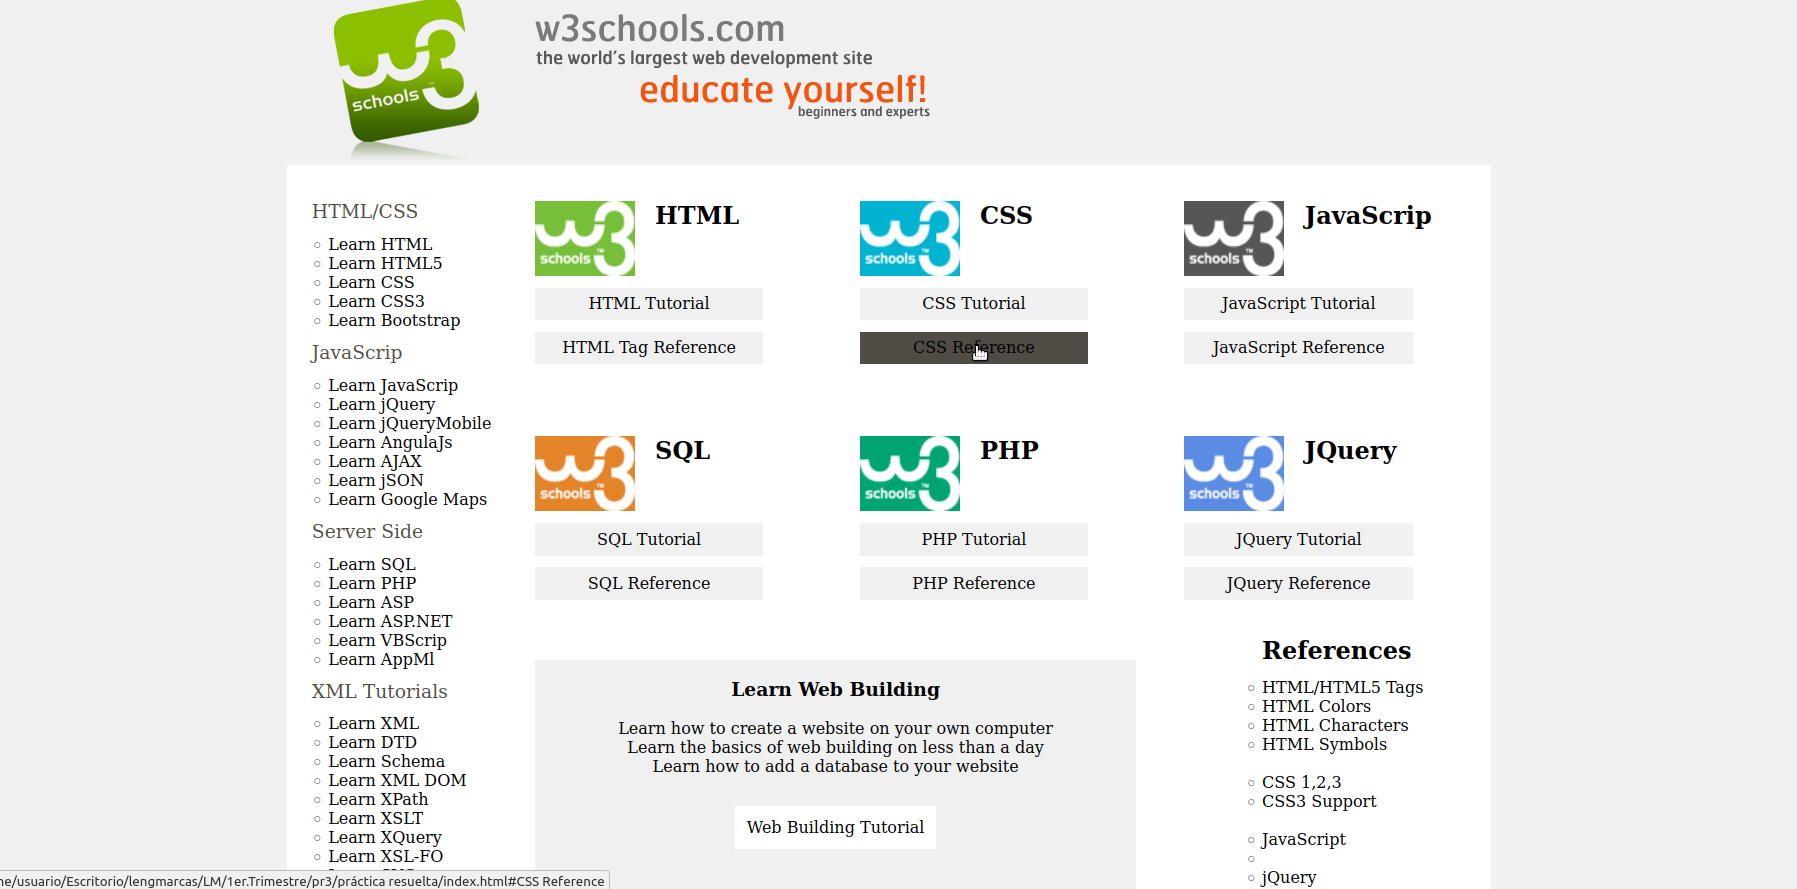 w3schools.com
the world's largest web development site
educate yourself!
beginners and experts
w3
schools
HTML/CSS
Learn HTML
Learn HTML5
Learn CSS
Learn CSS3
Learn Bootstrap
JavaScrip
Learn JavaScrip
Learn jQuery
Learn jQueryMobile
Learn AngulaJs
Learn AJAX
Learn jSON
Learn Google Maps
Server Side
Learn SQL
Learn PHP
Learn ASP
Learn ASP.NET
Learn VBScrip
Learn AppMl
XML Tutorials
Learn XML
Learn DTD
Learn Schema
Learn XML DOM
Learn XPath
Learn XSLT
Learn XQuery
Learn XSL-FO
w3 schools ™
HTML
HTML Tutorial
HTML Tag Reference
w3 schools ™
CSS
CSS Tutorial
CSS Reference
w3 schools ™
JavaScrip
JavaScript Tutorial
JavaScript Reference
w3 schools ™
SQL
SQL Tutorial
SQL Reference
w3 schools ™
PHP
PHP Tutorial
PHP Reference
w3 schools ™
JQuery
JQuery Tutorial
JQuery Reference
Learn Web Building
Learn how to create a website on your own computer
Learn the basics of web building on less than a day
Learn how to add a database to your website
Web Building Tutorial
References
HTML/HTML5 Tags
HTML Colors
HTML Characters
HTML Symbols
CSS 1,2,3
CSS3 Support
JavaScript
jQuery
ne/usuario/Escritorio/lengmarcas/LM/1er.Trimestre/pr3/práctica resuelta/index.html#CSS Reference